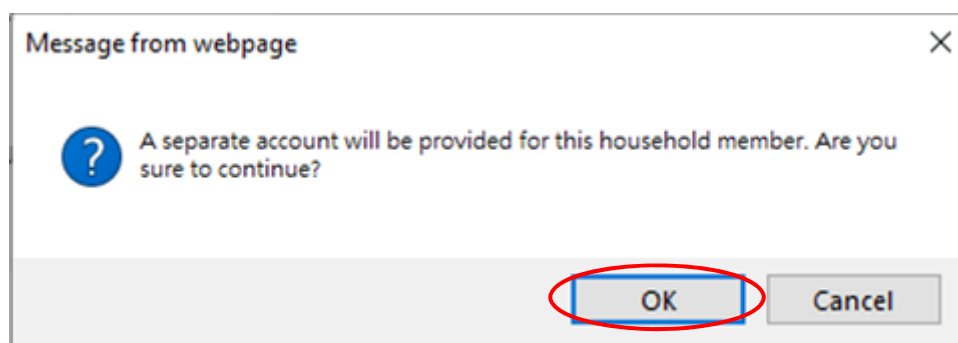 Message from webpage
A separate account will be provided for this household member. Are you
sure to continue?
OK
Cancel